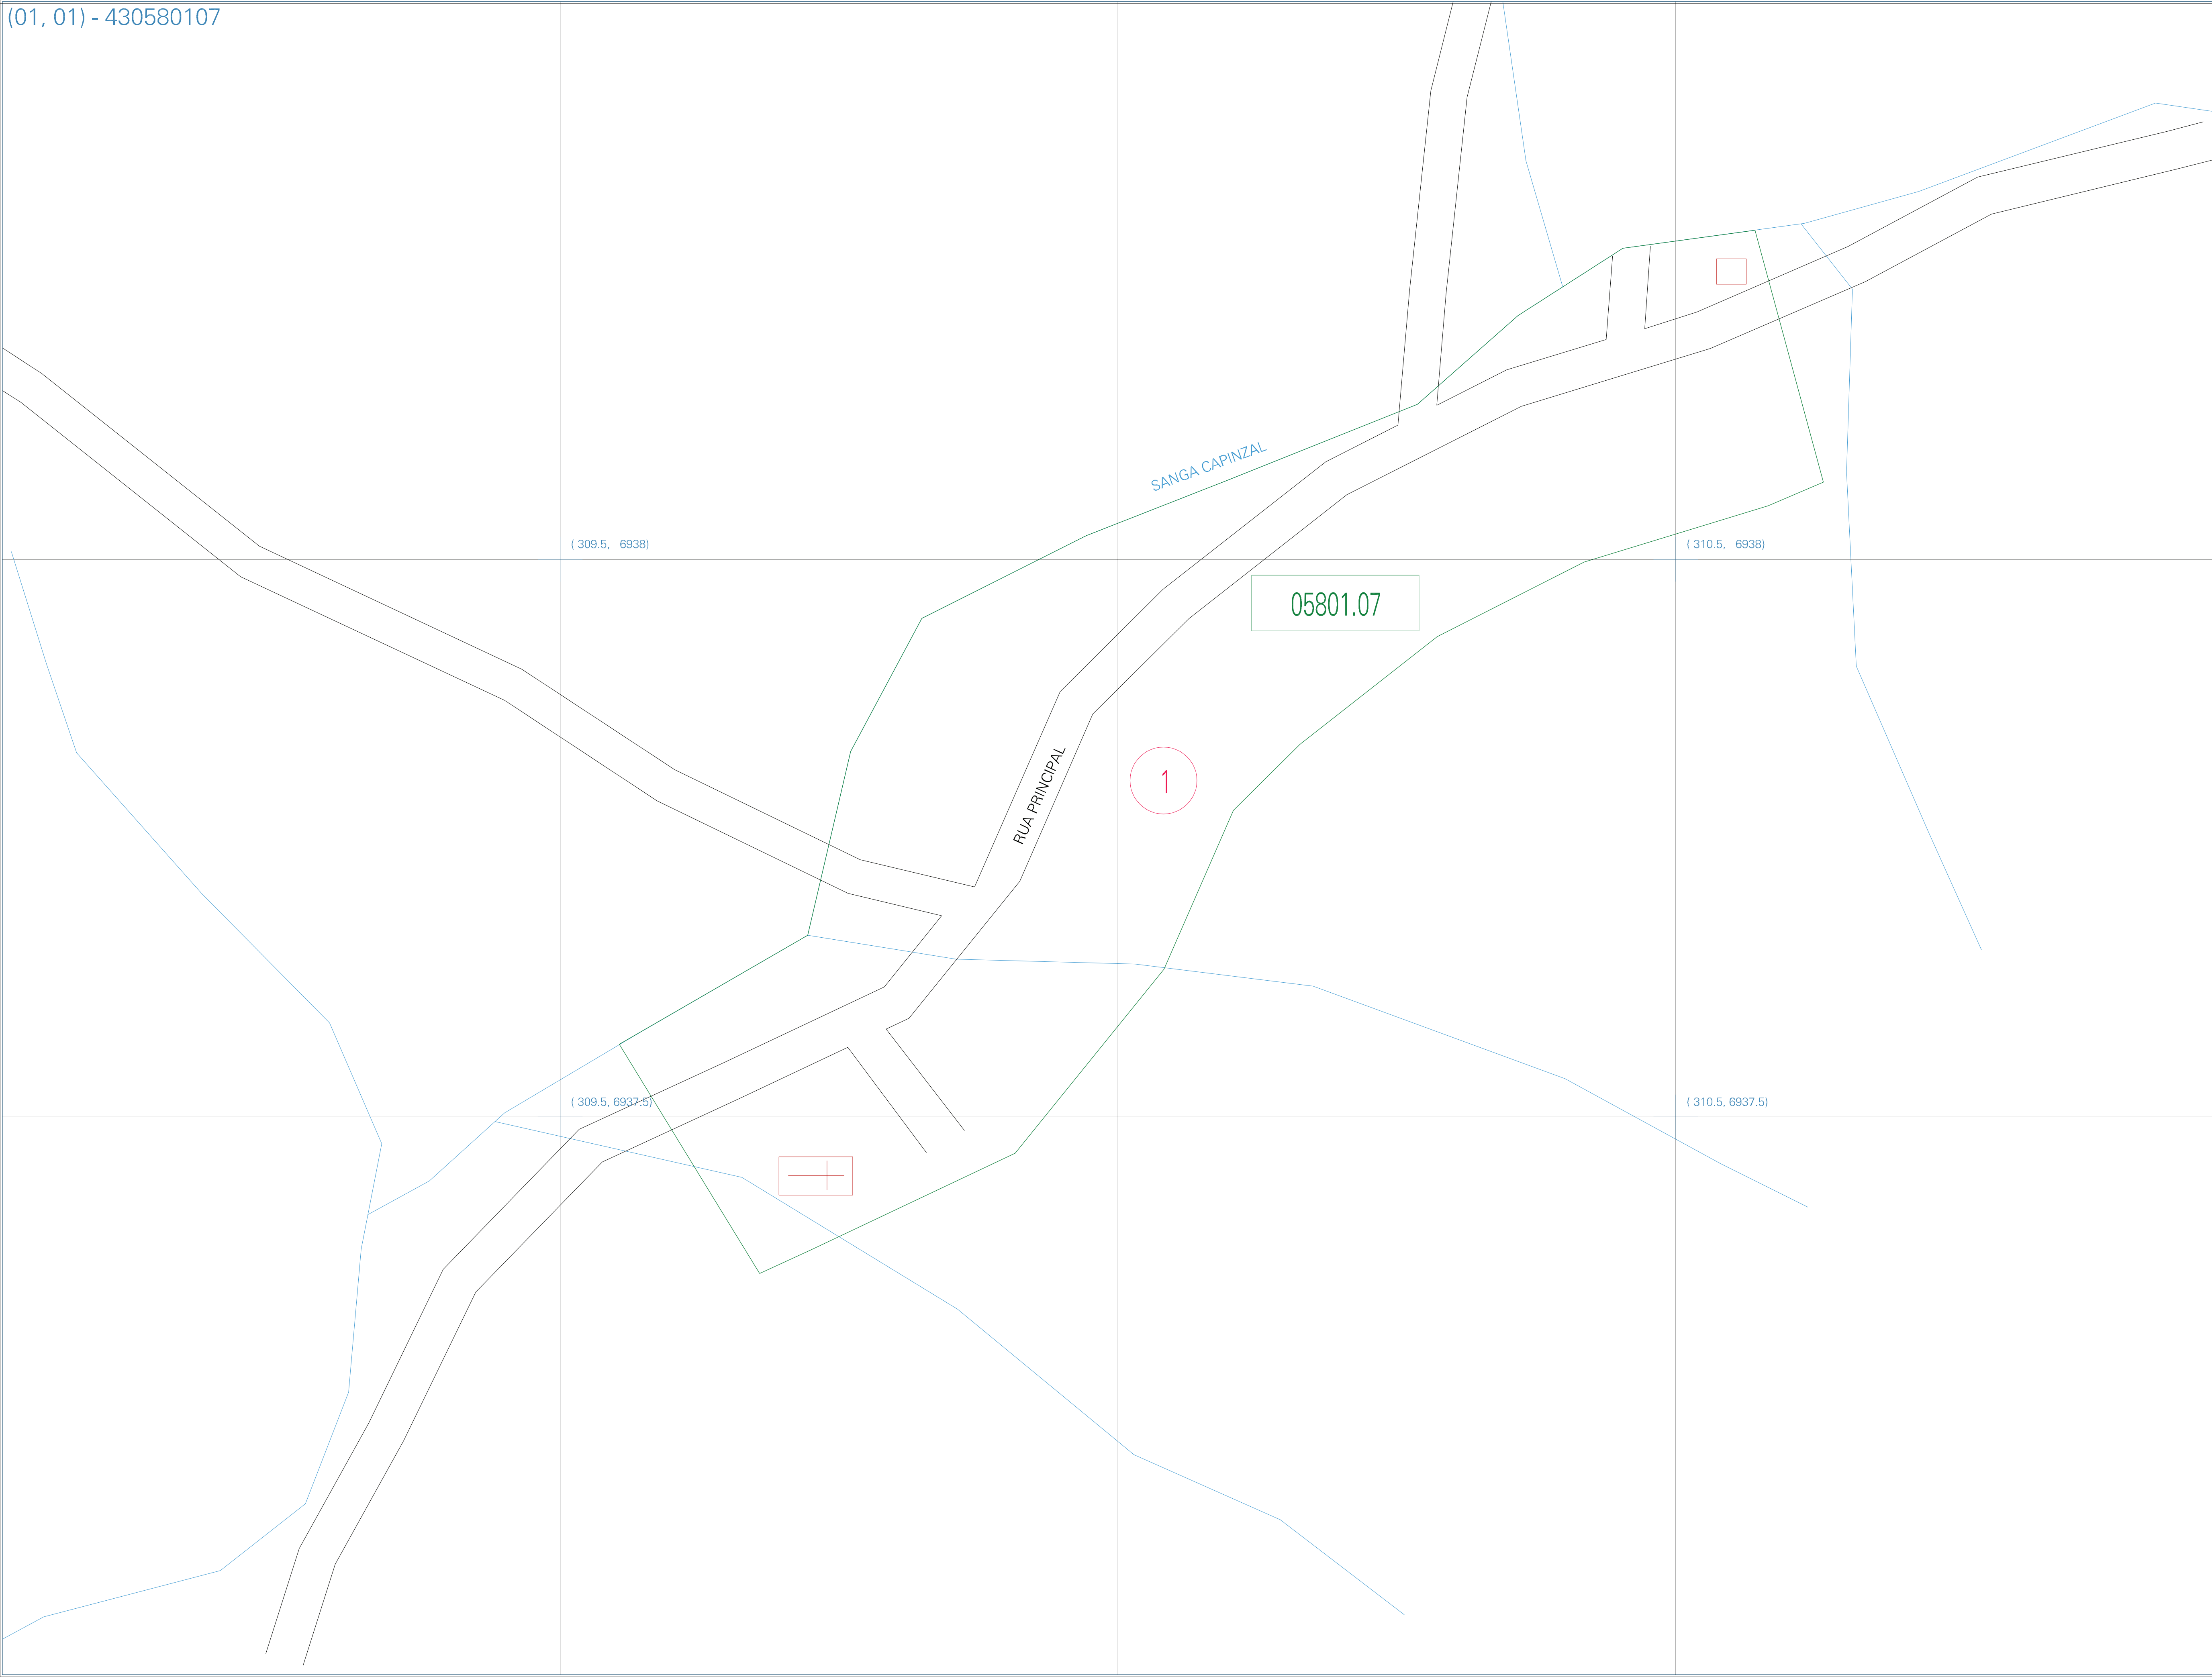 (01, 01) - 430580107
SANGA CAPINZAL
( 309.5, 6938)
( 310.5, 6938)
05801.07
RUA PRINCIPAL
1
( 309.5, 6937.5)
( 310.5, 6937.5)